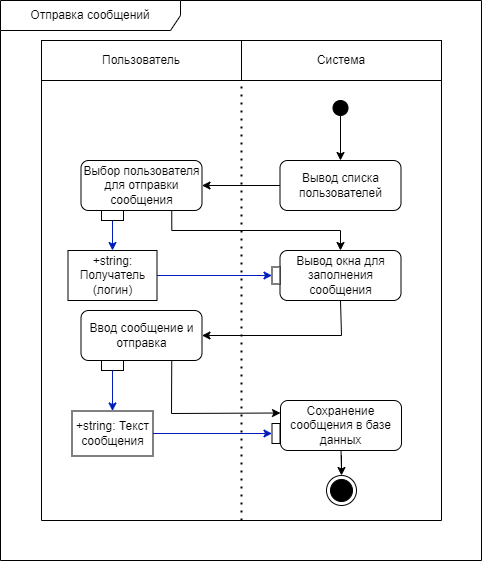 Отправка сообщений
Пользователь
Система
Вывод списка
пользователей
Выбор пользователя
для отправки
сообщения
+string:
Получатель
(логин)
Вывод окна для
заполнения
сообщения
Ввод сообщение и
отправка
+string: Текст
сообщения
Сохранение
сообщения в базе
данных